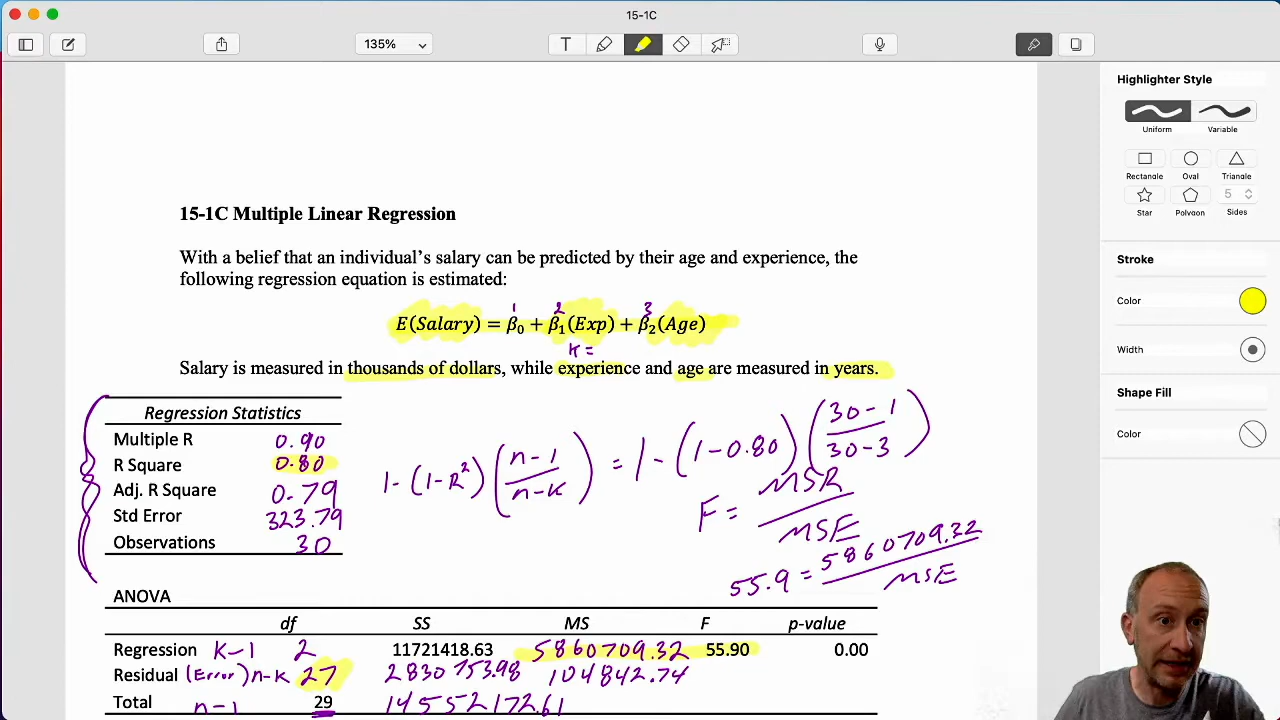 15-1C
135%
T
Highlighter Style
Uniform
Variable
Rectangle
Oval
Triangle
Star
Polygon
5
Sides
Stroke
Color
Width
Shape Fill
Color
15-1C Multiple Linear Regression
With a belief that an individual's salary can be predicted by their age and experience, the
following regression equation is estimated:
1 2 3
E(Salary) = β₀ + β₁(Exp) + β₂(Age)
K =
Salary is measured in thousands of dollars, while experience and age are measured in years.
Regression Statistics
Multiple R 0.90
R Square 0.80
Adj. R Square 0.79
Std Error 323.79
Observations 30
1-(1-R²)(n-1/n-K) = 1-(1-0.80)(30-1/30-3)
F = MSR/MSE
55.9 = 5860709.32/MSE
ANOVA
df SS MS F p-value
Regression K-1 2 11721418.63 5860709.32 55.90 0.00
Residual (Error) n-K 27 2830753.98 104842.74
Total n-1 29 14552172.61